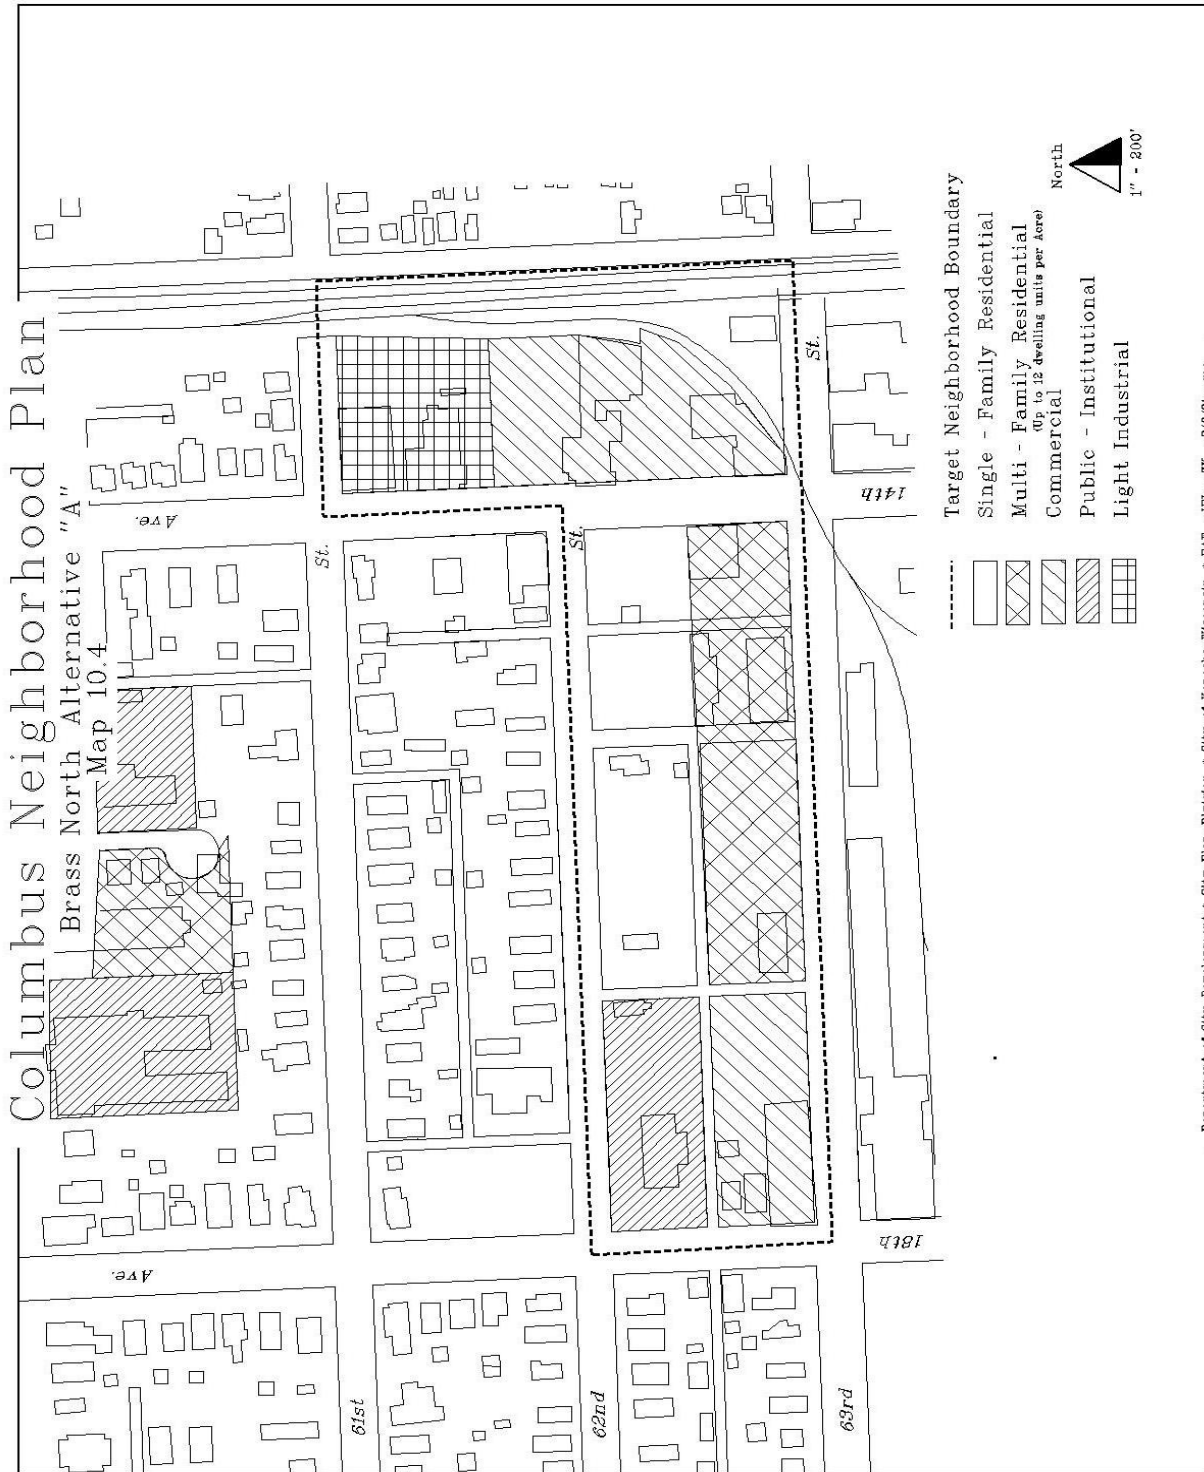 Columbus Neighborhood Plan
Brass North Alternative "A"
Map 10.4
Ave.
Ave.
St.
St.
St.
14th
18th
61st
62nd
63rd
Target Neighborhood Boundary
Single - Family Residential
Multi - Family Residential
(Up to 12 dwelling units per Acre)
Commercial
Public - Institutional
Light Industrial
North
1" - 200'